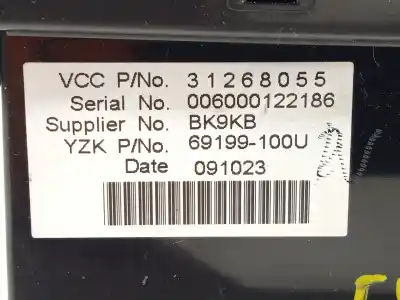 VCC P/No. 31268055
Serial No. 006000122186
Supplier No. BK9KB
YZK P/No. 69199-100U
Date 091023